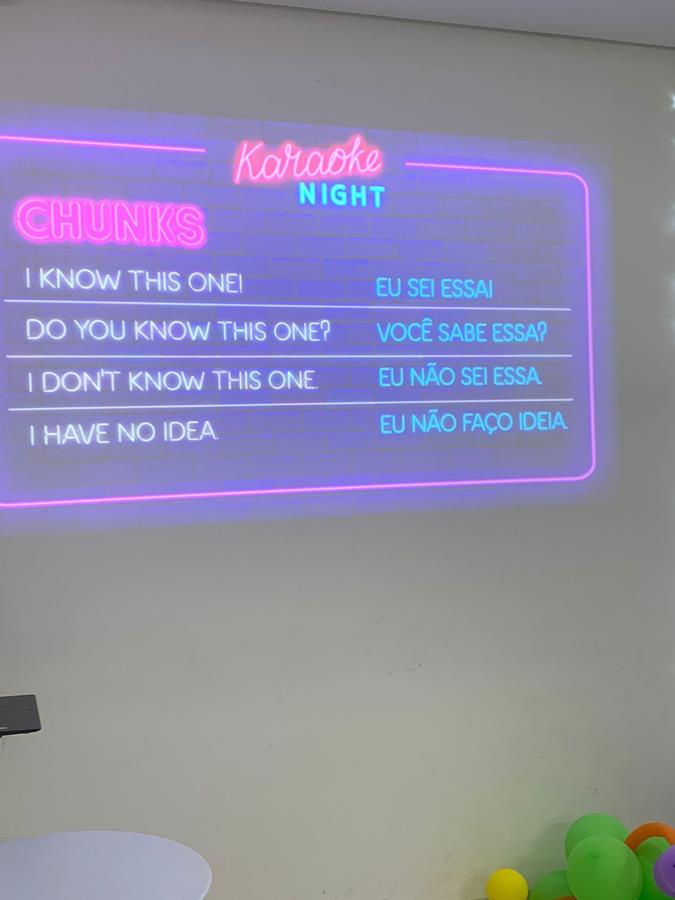 Karaoke
NIGHT
CHUNKS
I KNOW THIS ONE! EU SEI ESSA!
DO YOU KNOW THIS ONE? VOCÊ SABE ESSA?
I DON'T KNOW THIS ONE. EU NÃO SEI ESSA.
I HAVE NO IDEA. EU NÃO FAÇO IDEIA.